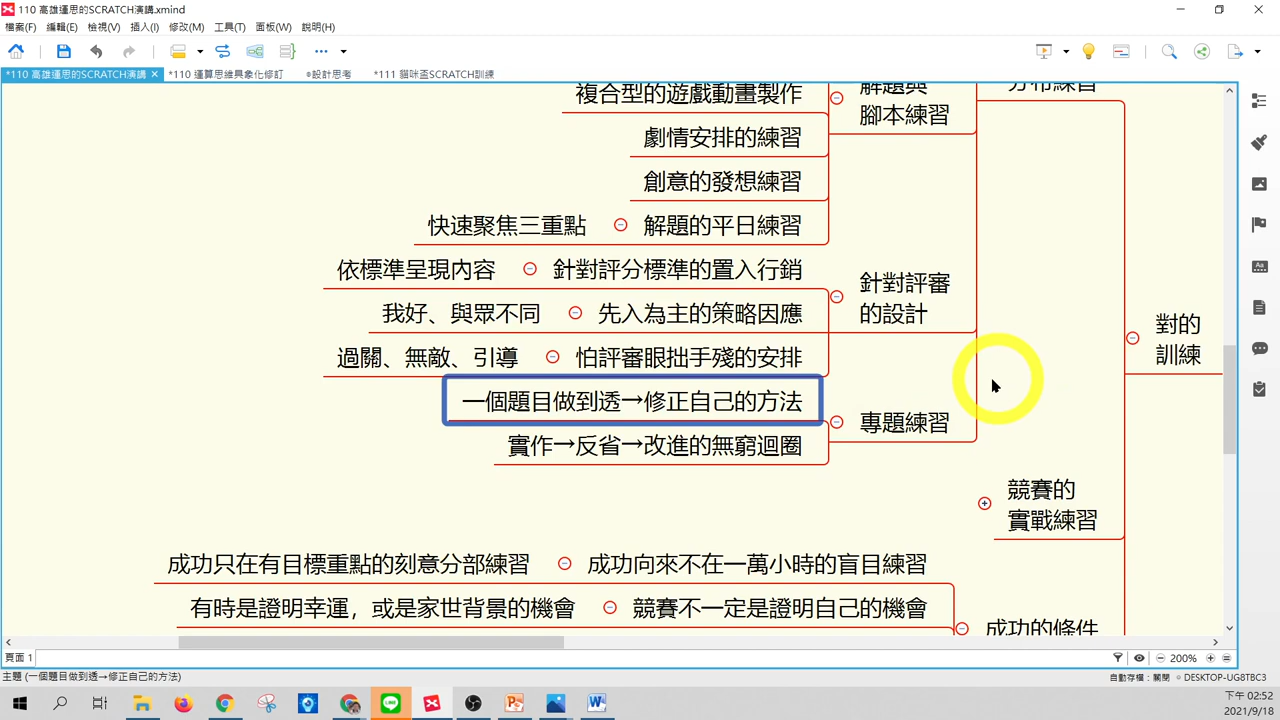 110 高雄運思的SCRATCH演講.xmind
檔案(F) 編輯(E) 檢視(V) 插入(I) 修改(M) 工具(T) 面板(W) 說明(H)
*110 高雄運思的SCRATCH演講 *110 運算思維具象化修訂 設計思考 *111 貓咪盃SCRATCH訓練
複合型的遊戲動畫製作
解題與
腳本練習
分布練習
劇情安排的練習
創意的發想練習
快速聚焦三重點 解題的平日練習
依標準呈現內容 針對評分標準的置入行銷
針對評審
的設計
我好、與眾不同 先入為主的策略因應
過關、無敵、引導 怕評審眼拙手殘的安排
對的
訓練
一個題目做到透→修正自己的方法
專題練習
實作→反省→改進的無窮迴圈
競賽的
實戰練習
成功只在有目標重點的刻意分部練習 成功向來不在一萬小時的盲目練習
有時是證明幸運，或是家世背景的機會 競賽不一定是證明自己的機會
成功的條件
頁面 1
200%
主題 (一個題目做到透→修正自己的方法)
自動存檔：關閉 DESKTOP-UG8TBC3
下午 02:52
2021/9/18